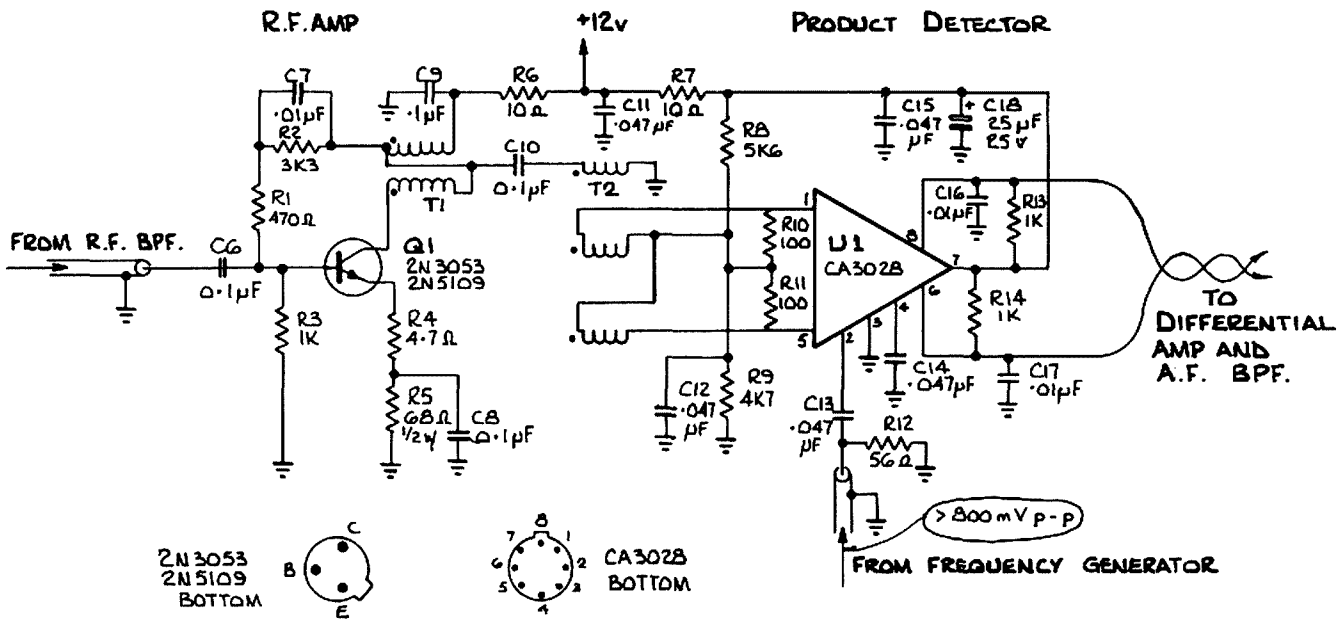 R.F. AMP
+12v
PRODUCT DETECTOR
C7
.01µF
R2
3K3
C9
.1µF
R6
10Ω
C11
.047µF
R7
10Ω
R8
5K6
C15
.047
µF
+
C18
25µF
25v
C10
0.1µF
T1
T2
R1
470Ω
FROM R.F. BPF.
C6
0.1µF
Q1
2N3053
2N5109
R3
1K
R4
4.7Ω
R5
68Ω
1/2W
C8
0.1µF
R10
100
R11
100
1
5
U1
CA3028
8
7
6
2
3
4
C16
.01µF
R13
1K
R14
1K
C17
.01µF
C14
.047µF
C12
.047
µF
R9
4K7
C13
.047
µF
R12
56Ω
TO
DIFFERENTIAL
AMP AND
A.F. BPF.
>800mV p-p
FROM FREQUENCY GENERATOR
2N3053
2N5109
BOTTOM
C
B
E
8
7
1
6
2
5
3
4
CA3028
BOTTOM